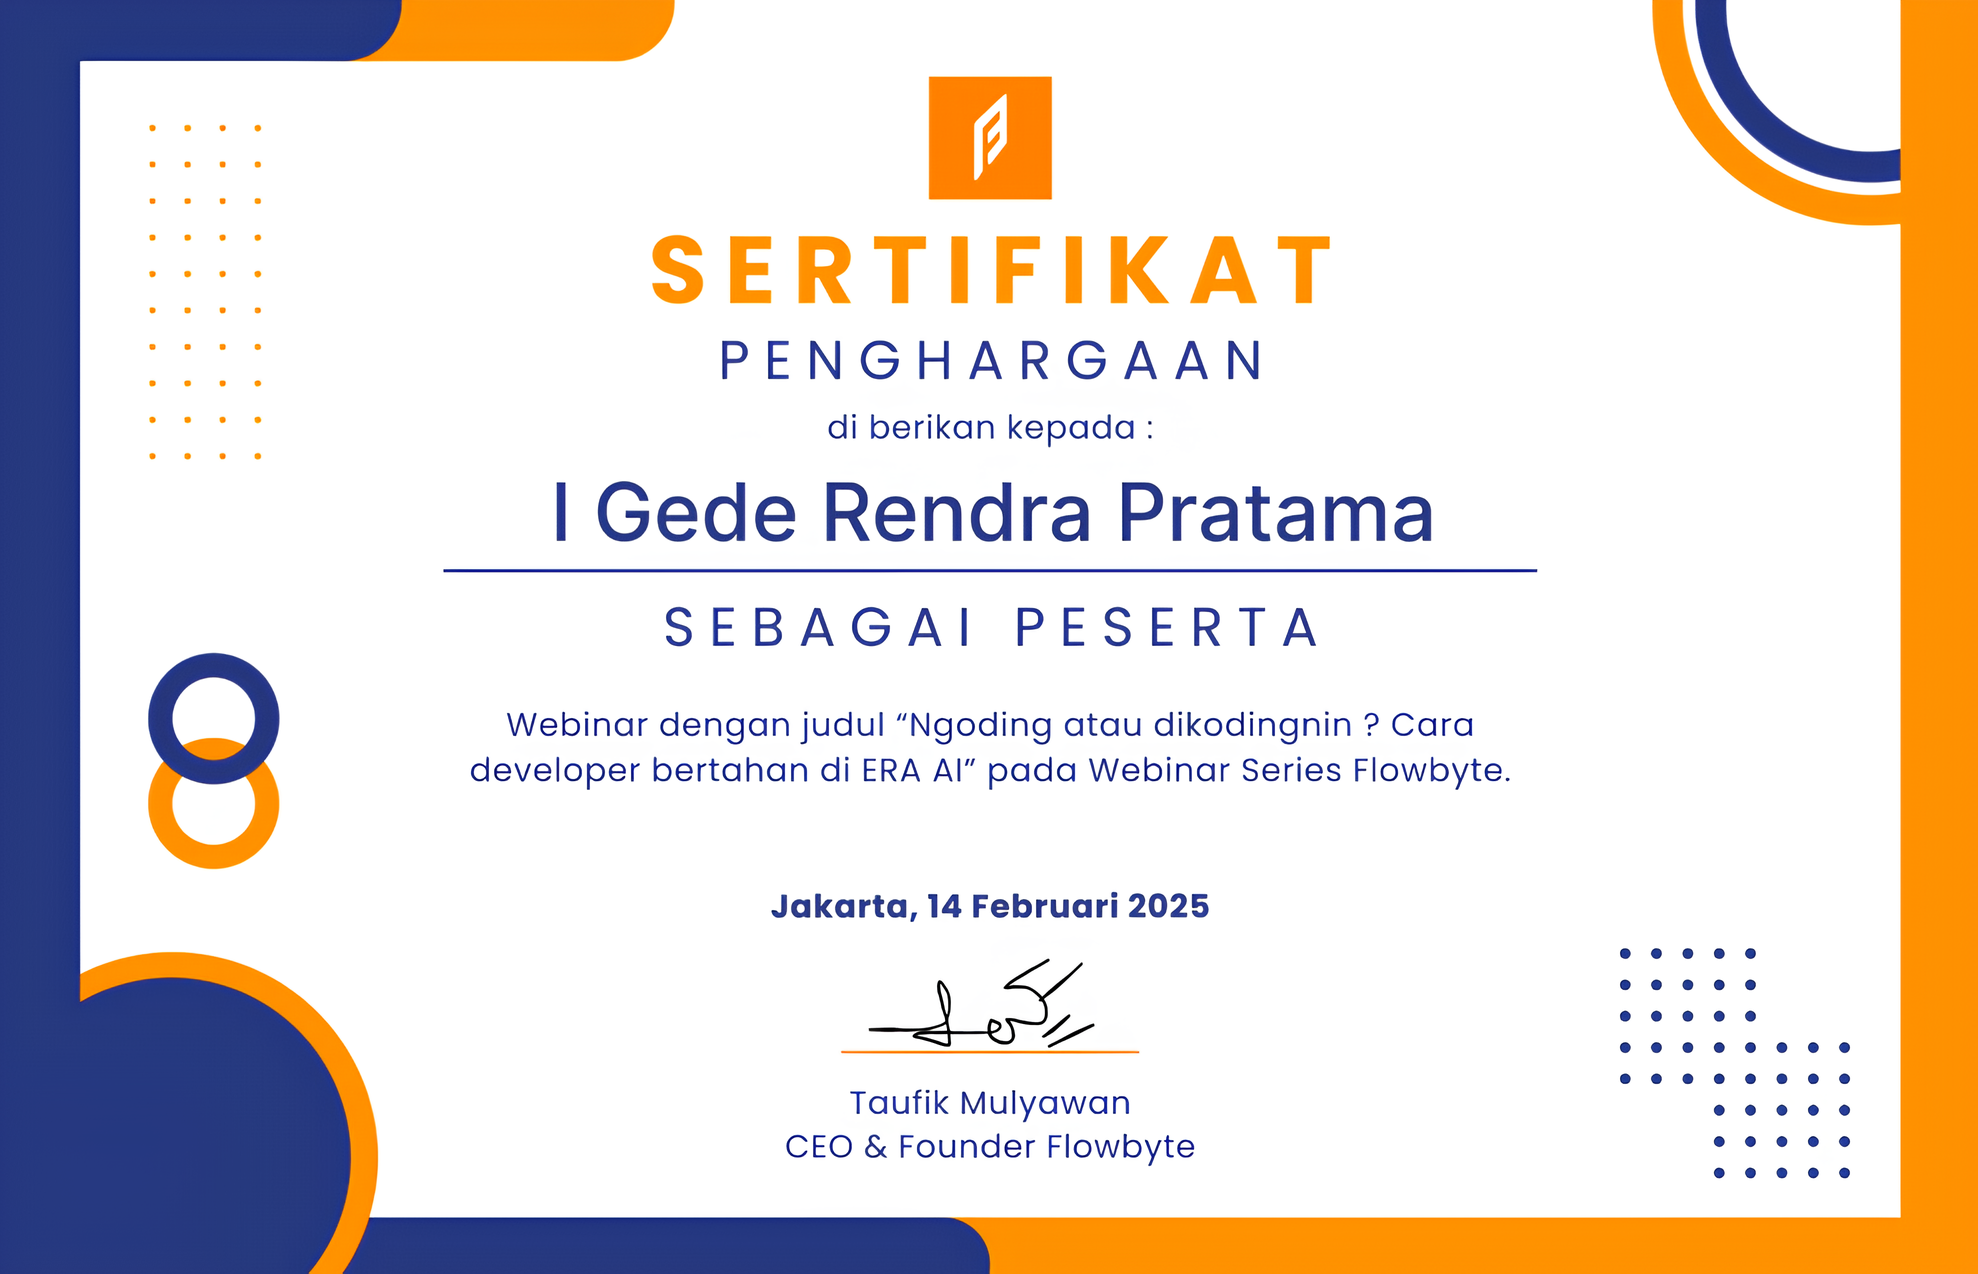 SERTIFIKAT
PENGHARGAAN
di berikan kepada :
I Gede Rendra Pratama
SEBAGAI PESERTA
Webinar dengan judul “Ngoding atau dikodingnin ? Cara
developer bertahan di ERA AI” pada Webinar Series Flowbyte.
Jakarta, 14 Februari 2025
Taufik Mulyawan
CEO & Founder Flowbyte